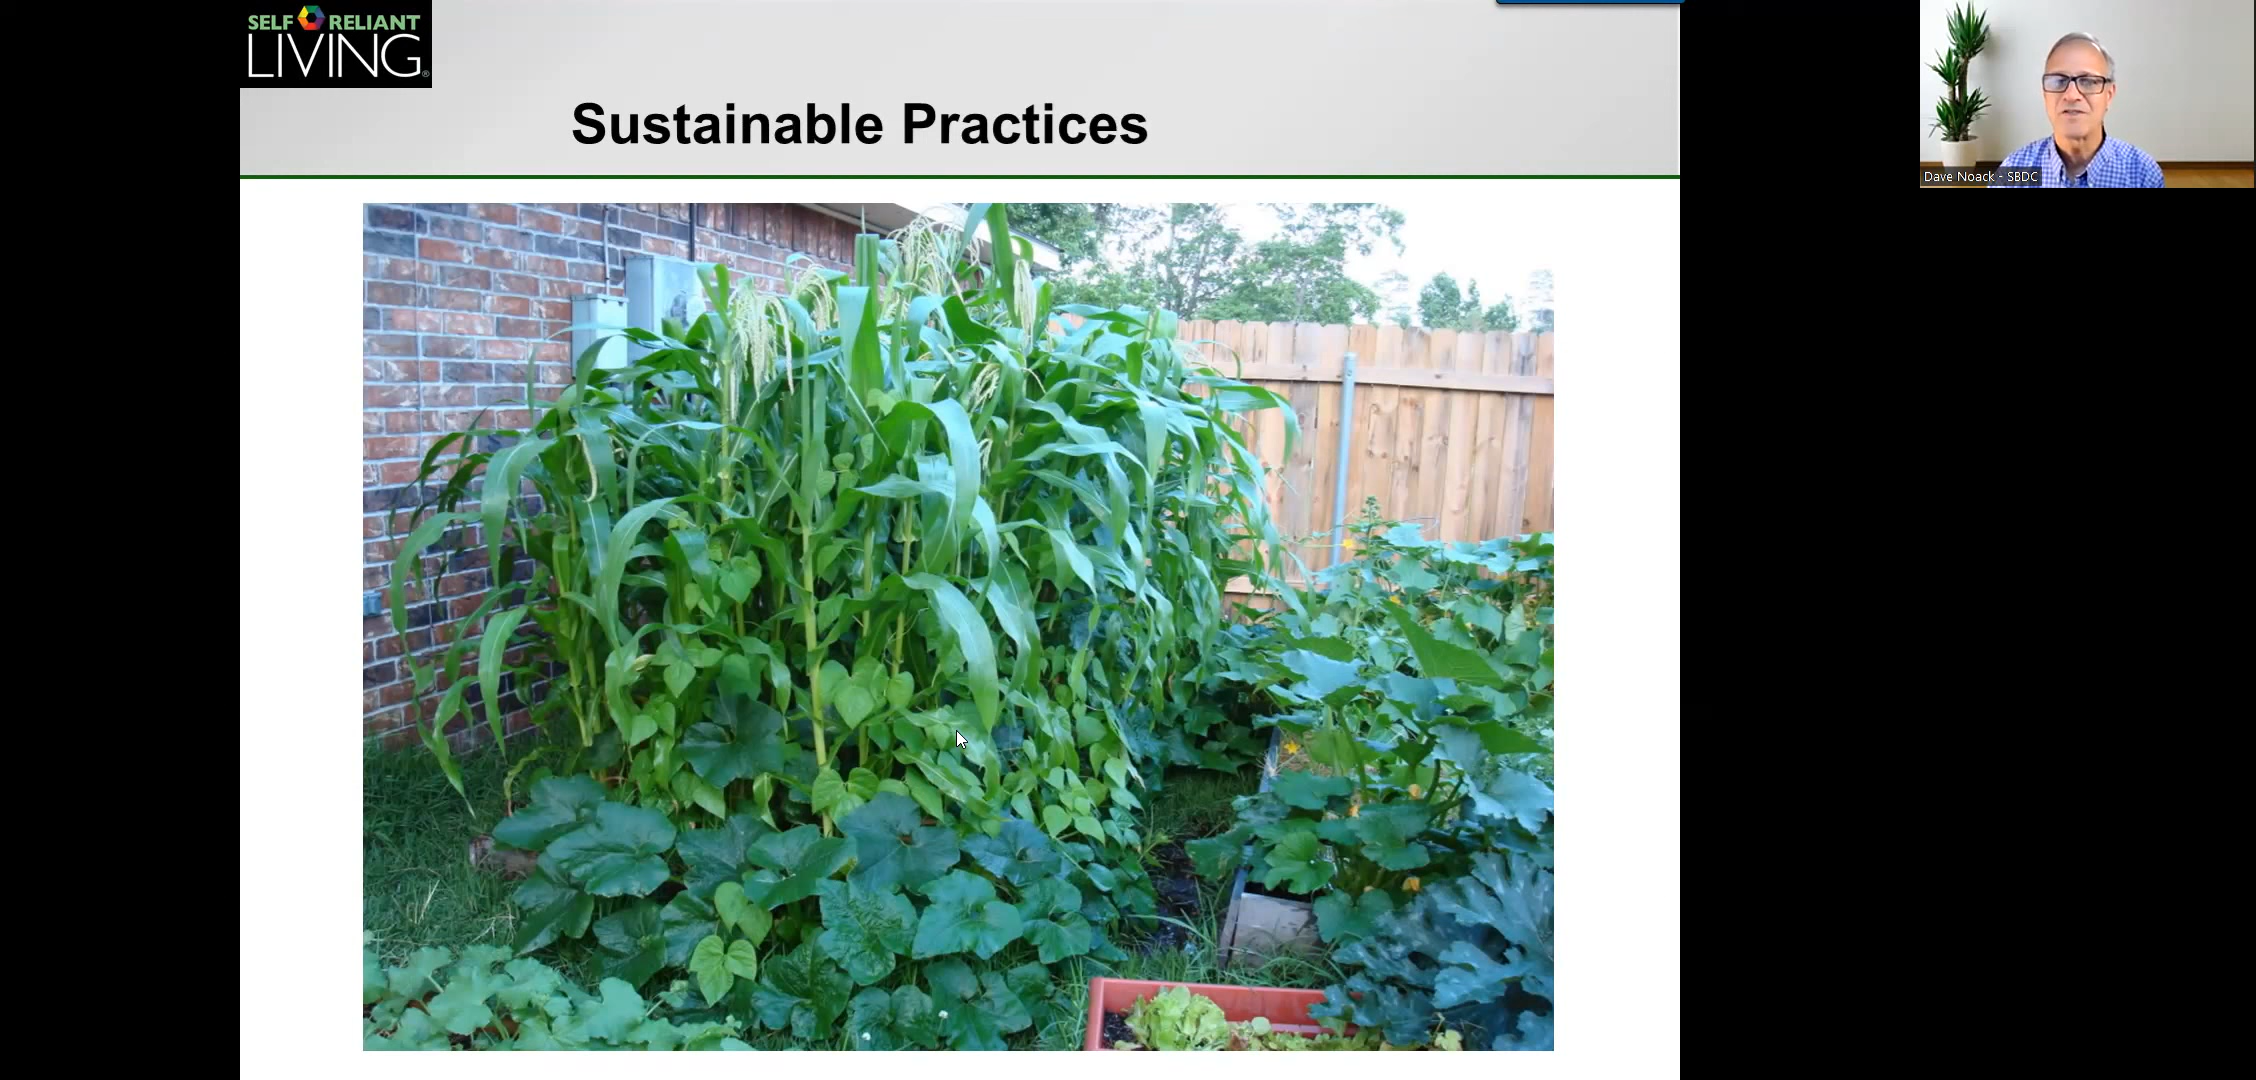 SELF RELIANT
LIVING®
Sustainable Practices
Dave Noack - SBDC